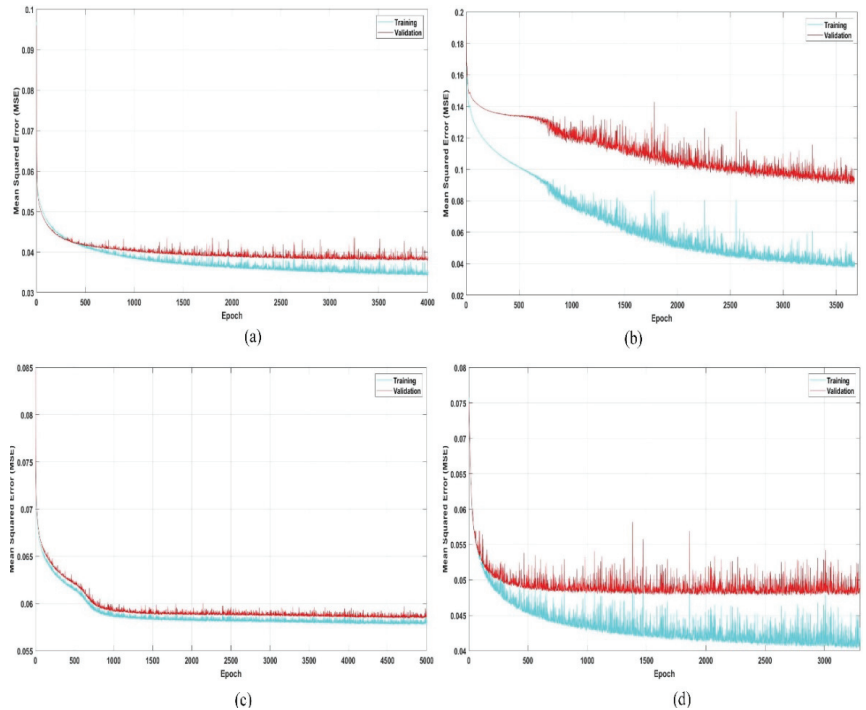 0.1
0.09
0.08
0.07
0.06
0.05
0.04
0.03
Mean Squared Error (MSE)
Training
Validation
0 500 1000 1500 2000 2500 3000 3500 4000
Epoch
(a)
0.2
0.18
0.16
0.14
0.12
0.1
0.08
0.06
0.04
0.02
Mean Squared Error (MSE)
Training
Validation
0 500 1000 1500 2000 2500 3000 3500
Epoch
(b)
0.085
0.08
0.07
0.065
0.06
0.055
Mean Squared Error (MSE)
Training
Validation
0 500 1000 1500 2000 2500 3000 3500 4000 4500 5000
Epoch
(c)
0.08
0.075
0.07
0.065
0.06
0.055
0.05
0.045
0.04
Mean Squared Error (MSE)
Training
Validation
0 500 1000 1500 2000 2500 3000
Epoch
(d)